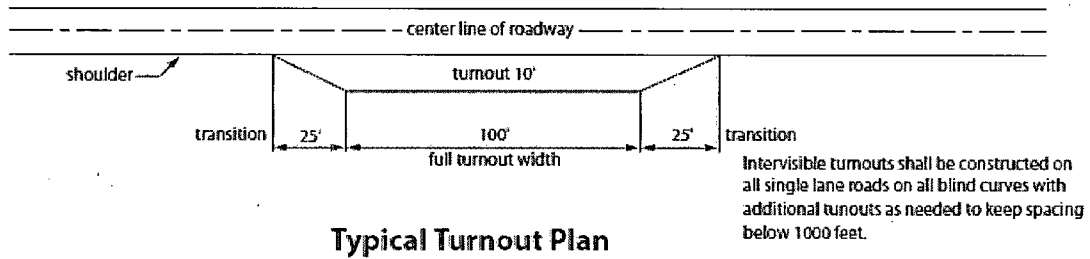 center line of roadway
shoulder
turnout 10'
transition 25' 100' 25' transition
full turnout width
Intervisible turnouts shall be constructed on
all single lane roads on all blind curves with
additional tunouts as needed to keep spacing
below 1000 feet.
Typical Turnout Plan